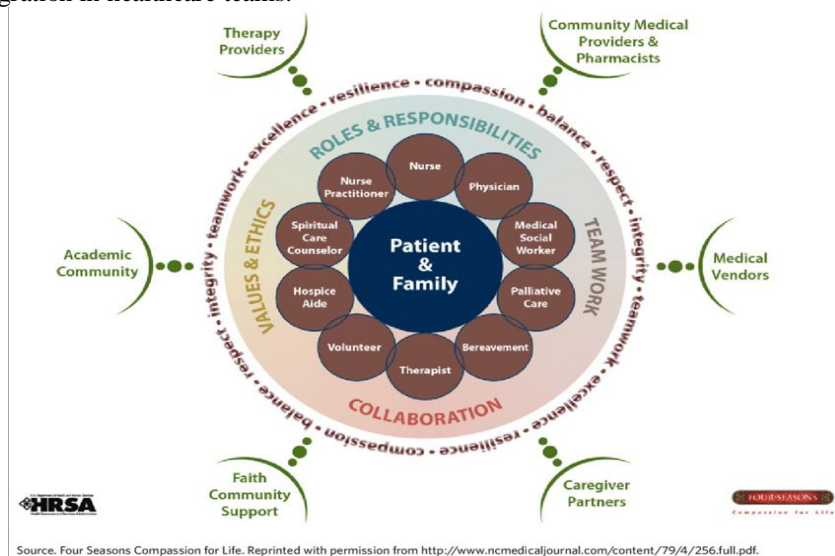 gration in healthcare teams.
Therapy
Providers
Community Medical
Providers &
Pharmacists
excellence • resilience • compassion • balance • respect • integrity • teamwork • excellence • resilience • compassion • balance • respect • integrity • teamwork •
ROLES & RESPONSIBILITIES
Nurse
Nurse
Practitioner
Physician
Spiritual
Care
Counselor
Medical
Social
Worker
VALUES & ETHICS
TEAM WORK
Patient
&
Family
Academic
Community
Medical
Vendors
Hospice
Aide
Palliative
Care
Volunteer
Bereavement
Therapist
COLLABORATION
Faith
Community
Support
Caregiver
Partners
HRSA
FOUR SEASONS
Compassion for Life
Source. Four Seasons Compassion for Life. Reprinted with permission from http://www.ncmedicaljournal.com/content/79/4/256.full.pdf.